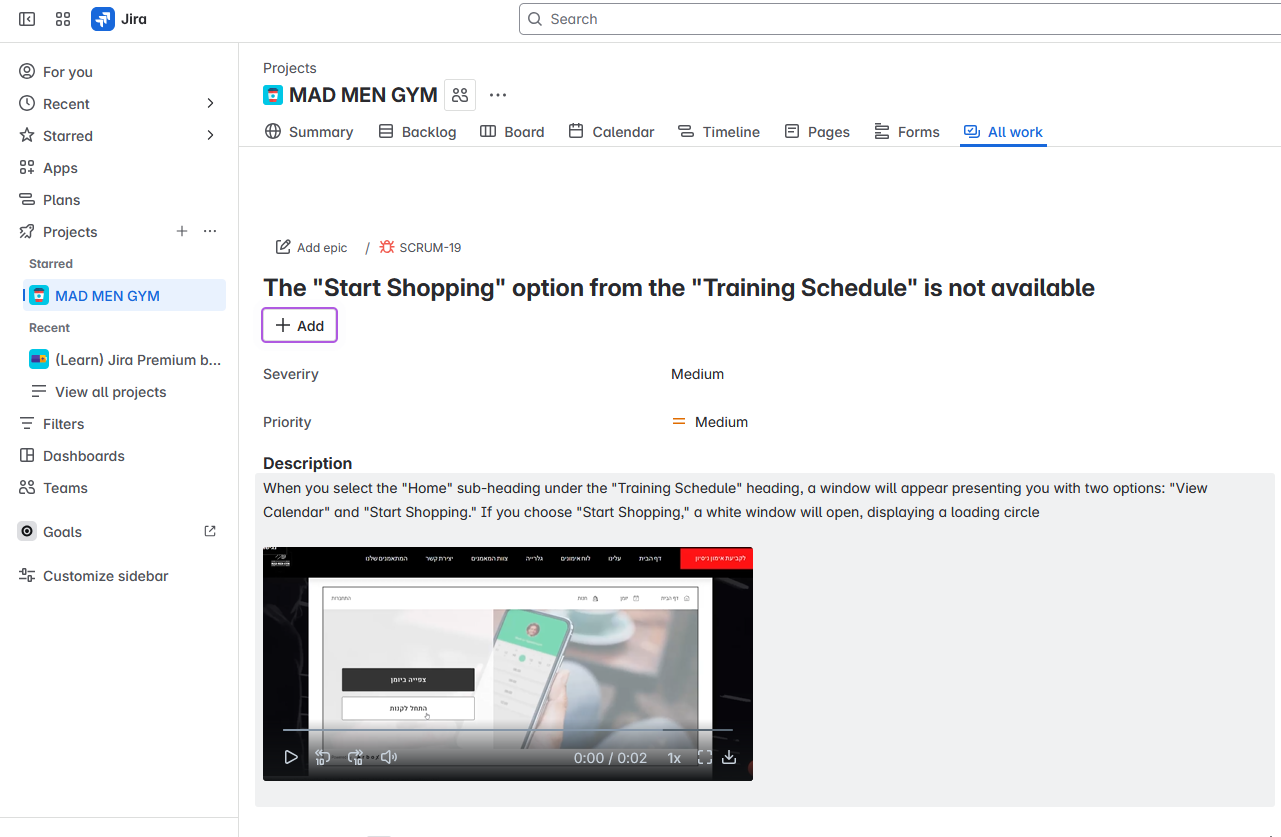 Jira
Search
For you
Recent
Starred
Apps
Plans
Projects
Starred
MAD MEN GYM
Recent
(Learn) Jira Premium b...
View all projects
Filters
Dashboards
Teams
Goals
Customize sidebar
Projects
MAD MEN GYM
Summary
Backlog
Board
Calendar
Timeline
Pages
Forms
All work
Add epic / SCRUM-19
The "Start Shopping" option from the "Training Schedule" is not available
Add
Severiry Medium
Priority Medium
Description
When you select the "Home" sub-heading under the "Training Schedule" heading, a window will appear presenting you with two options: "View
Calendar" and "Start Shopping." If you choose "Start Shopping," a white window will open, displaying a loading circle
לקביעת אימון ניסיון
דף הבית
עלינו
לוח אימונים
גלרייה
צוות המאמנים
יצירת קשר
המתאמנים שלנו
דף הבית
יומן
חנות
התחברות
צפייה ביומן
התחל לקנות
10
10
0:00 / 0:02
1x